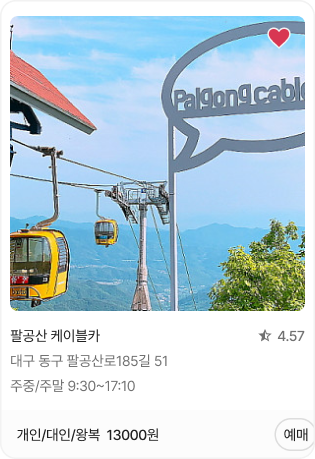 Palgong cable
팔공산 케이블카
4.57
대구 동구 팔공산로185길 51
주중/주말 9:30~17:10
개인/대인/왕복 13000원
예매